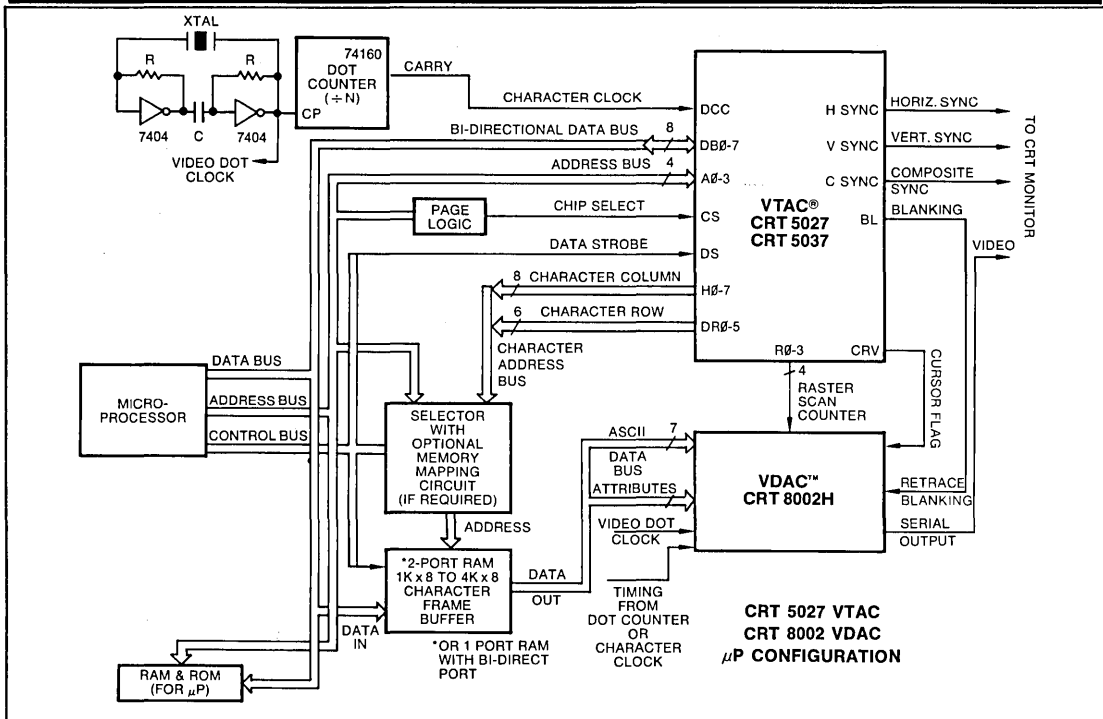 XTAL
R
R
7404
C
7404
VIDEO DOT
CLOCK
74160
DOT
COUNTER
(÷N)
CP
CARRY
CHARACTER CLOCK
BI-DIRECTIONAL DATA BUS
8
ADDRESS BUS
4
PAGE
LOGIC
CHIP SELECT
DATA STROBE
8 CHARACTER COLUMN
6 CHARACTER ROW
CHARACTER
ADDRESS
BUS
DCC
DBØ-7
AØ-3
CS
DS
HØ-7
DRØ-5
VTAC®
CRT 5027
CRT 5037
H SYNC
V SYNC
C SYNC
BL
RØ-3
CRV
HORIZ. SYNC
VERT. SYNC
COMPOSITE
SYNC
BLANKING
VIDEO
TO CRT MONITOR
4
RASTER
SCAN
COUNTER
CURSOR FLAG
MICRO-
PROCESSOR
DATA BUS
ADDRESS BUS
CONTROL BUS
SELECTOR
WITH
OPTIONAL
MEMORY
MAPPING
CIRCUIT
(IF REQUIRED)
ADDRESS
*2-PORT RAM
1K x 8 TO 4K x 8
CHARACTER
FRAME
BUFFER
DATA
IN
DATA
OUT
*OR 1 PORT RAM
WITH BI-DIRECT
PORT
RAM & ROM
(FOR μP)
ASCII
7
DATA
BUS
ATTRIBUTES
VIDEO DOT
CLOCK
TIMING
FROM
DOT COUNTER
OR
CHARACTER
CLOCK
VDAC™
CRT 8002H
RETRACE
BLANKING
SERIAL
OUTPUT
CRT 5027 VTAC
CRT 8002 VDAC
μP CONFIGURATION